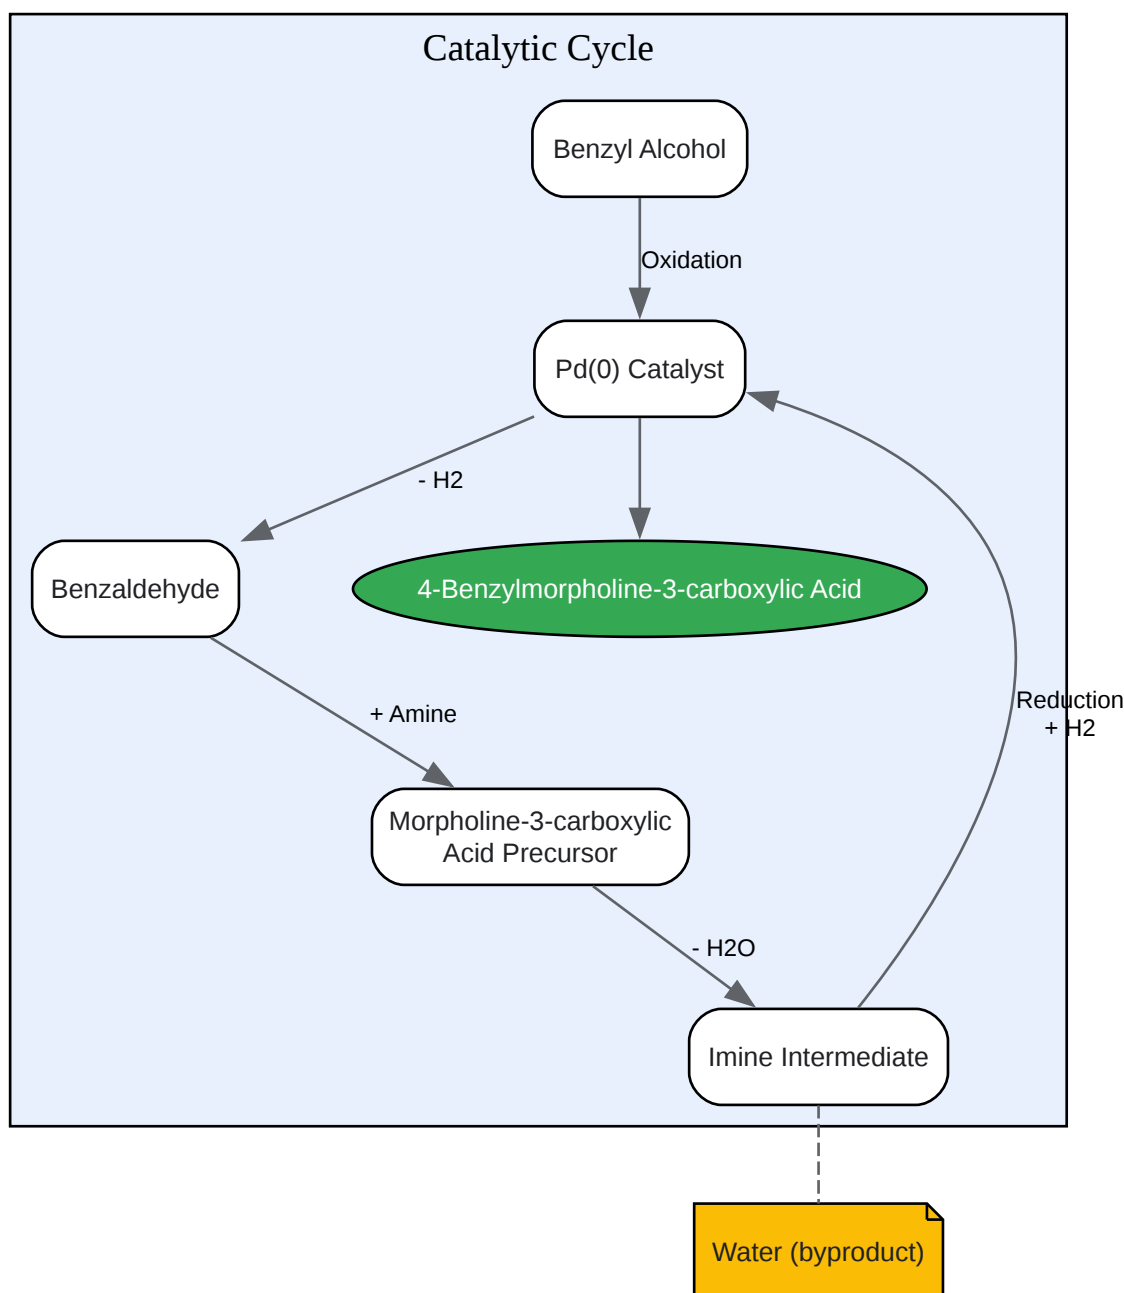 Catalytic Cycle
Benzyl Alcohol
Oxidation
Pd(0) Catalyst
- H2
Benzaldehyde
4-Benzylmorpholine-3-carboxylic Acid
+ Amine
Reduction
+ H2
Morpholine-3-carboxylic
Acid Precursor
- H2O
Imine Intermediate
Water (byproduct)